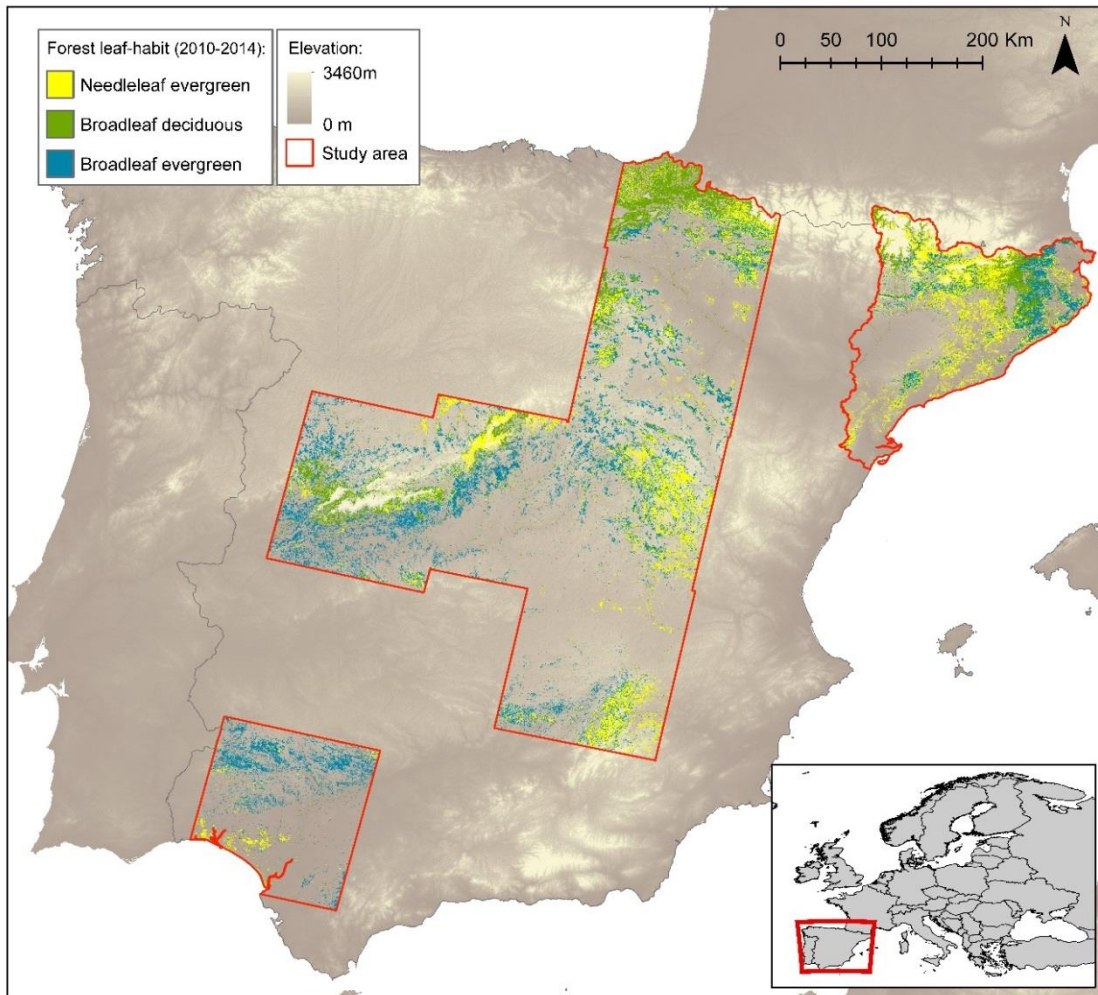 Forest leaf-habit (2010-2014):
Needleleaf evergreen
Broadleaf deciduous
Broadleaf evergreen
Elevation:
3460m
0 m
Study area
0 50 100 200 Km
N